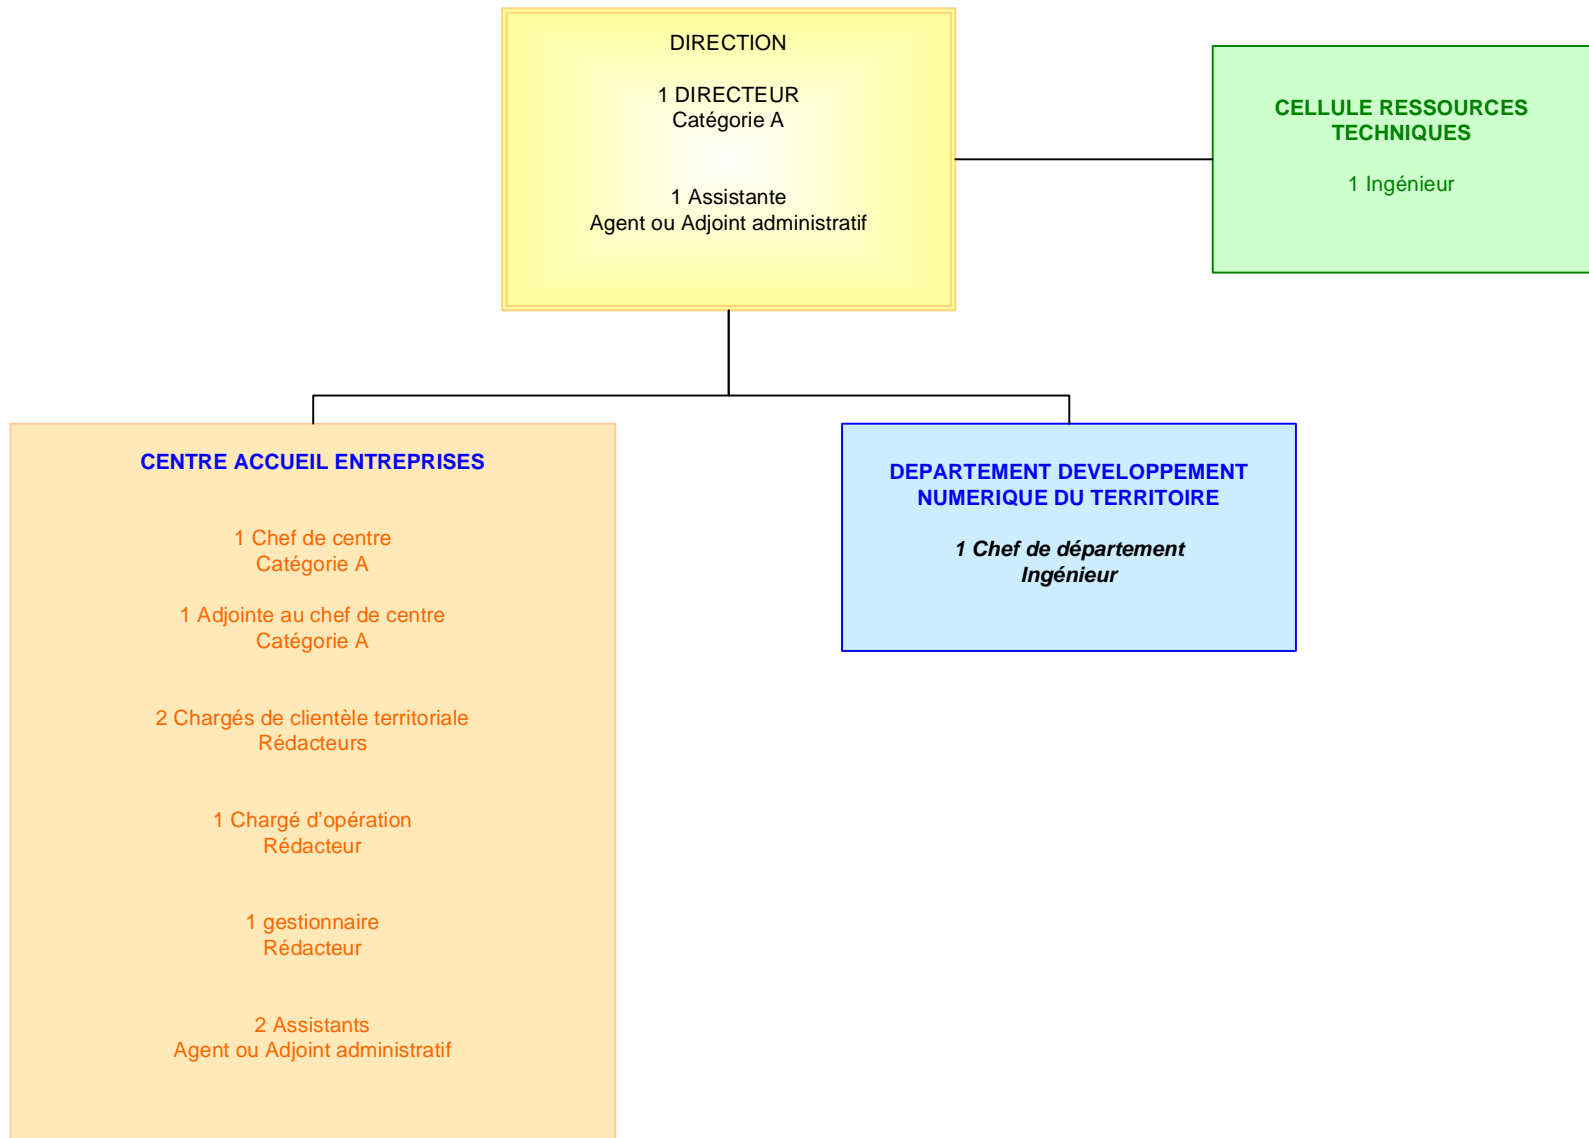 DIRECTION
1 DIRECTEUR
Catégorie A
1 Assistante
Agent ou Adjoint administratif
CELLULE RESSOURCES
TECHNIQUES
1 Ingénieur
CENTRE ACCUEIL ENTREPRISES
1 Chef de centre
Catégorie A
1 Adjointe au chef de centre
Catégorie A
2 Chargés de clientèle territoriale
Rédacteurs
1 Chargé d’opération
Rédacteur
1 gestionnaire
Rédacteur
2 Assistants
Agent ou Adjoint administratif
DEPARTEMENT DEVELOPPEMENT
NUMERIQUE DU TERRITOIRE
1 Chef de département
Ingénieur